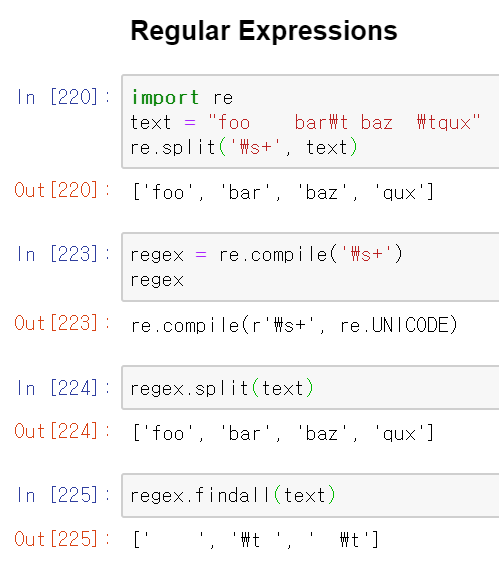 Regular Expressions
In [220]: import re
text = "foo    bar₩t baz  ₩tqux"
re.split('₩s+', text)
Out[220]: ['foo', 'bar', 'baz', 'qux']
In [223]: regex = re.compile('₩s+')
regex
Out[223]: re.compile(r'₩s+', re.UNICODE)
In [224]: regex.split(text)
Out[224]: ['foo', 'bar', 'baz', 'qux']
In [225]: regex.findall(text)
Out[225]: ['    ', '₩t ', '  ₩t']